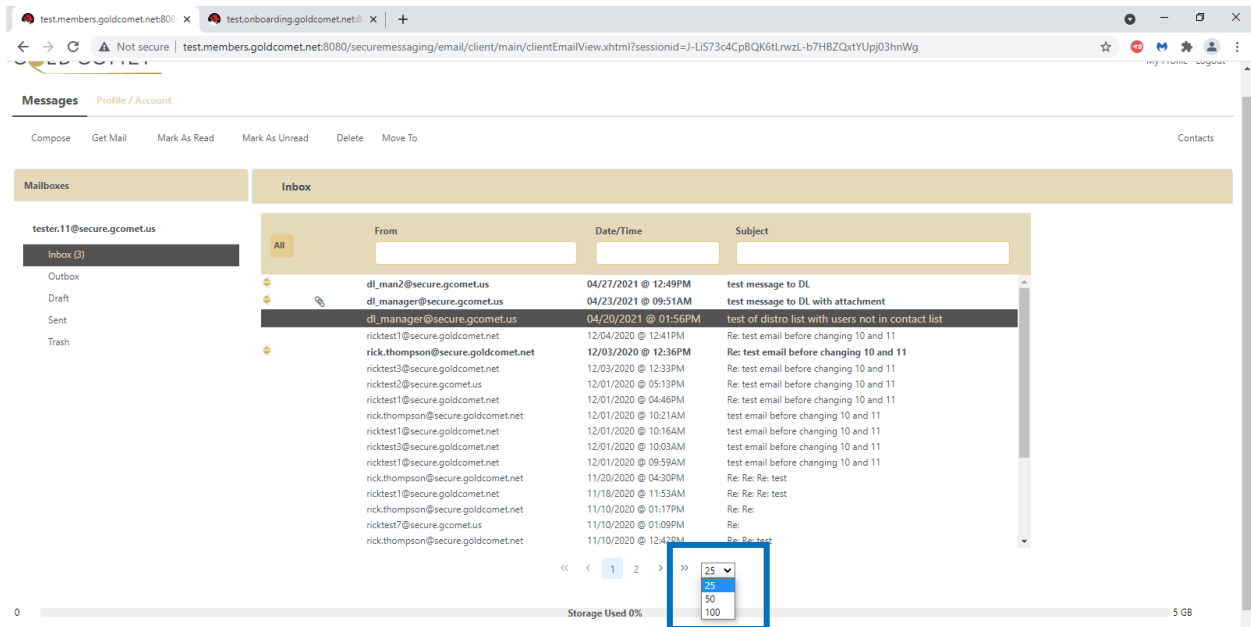 test.members.goldcomet.net:808
test.onboarding.goldcomet.net:8
Not secure | test.members.goldcomet.net:8080/securemessaging/email/client/main/clientEmailView.xhtml?sessionid=J-LiS73c4CpBQK6tLrwzL-b7HBZQxtYUpj03hnWg
My Profile Logout
Messages Profile / Account
Compose Get Mail Mark As Read Mark As Unread Delete Move To Contacts
Mailboxes
Inbox
tester.11@secure.gcomet.us
Inbox (3)
Outbox
Draft
Sent
Trash
All From Date/Time Subject
dl_man2@secure.gcomet.us 04/27/2021 @ 12:49PM test message to DL
dl_manager@secure.gcomet.us 04/23/2021 @ 09:51AM test message to DL with attachment
dl_manager@secure.gcomet.us 04/20/2021 @ 01:56PM test of distro list with users not in contact list
ricktest1@secure.goldcomet.net 12/04/2020 @ 12:41PM Re: test email before changing 10 and 11
rick.thompson@secure.goldcomet.net 12/03/2020 @ 12:36PM Re: test email before changing 10 and 11
ricktest3@secure.goldcomet.net 12/03/2020 @ 12:33PM Re: test email before changing 10 and 11
ricktest2@secure.gcomet.us 12/01/2020 @ 05:13PM Re: test email before changing 10 and 11
ricktest1@secure.goldcomet.net 12/01/2020 @ 04:46PM Re: test email before changing 10 and 11
rick.thompson@secure.goldcomet.net 12/01/2020 @ 10:21AM test email before changing 10 and 11
ricktest1@secure.goldcomet.net 12/01/2020 @ 10:16AM test email before changing 10 and 11
ricktest3@secure.goldcomet.net 12/01/2020 @ 10:03AM test email before changing 10 and 11
ricktest1@secure.goldcomet.net 12/01/2020 @ 09:59AM test email before changing 10 and 11
rick.thompson@secure.goldcomet.net 11/20/2020 @ 04:30PM Re: Re: Re: test
ricktest1@secure.goldcomet.net 11/18/2020 @ 11:53AM Re: Re: Re: test
rick.thompson@secure.goldcomet.net 11/10/2020 @ 01:17PM Re: Re:
ricktest7@secure.gcomet.us 11/10/2020 @ 01:09PM Re:
rick.thompson@secure.goldcomet.net 11/10/2020 @ 12:42PM Re: Re: test
« ‹ 1 2 › » 25
25
50
100
0 Storage Used 0% 5 GB